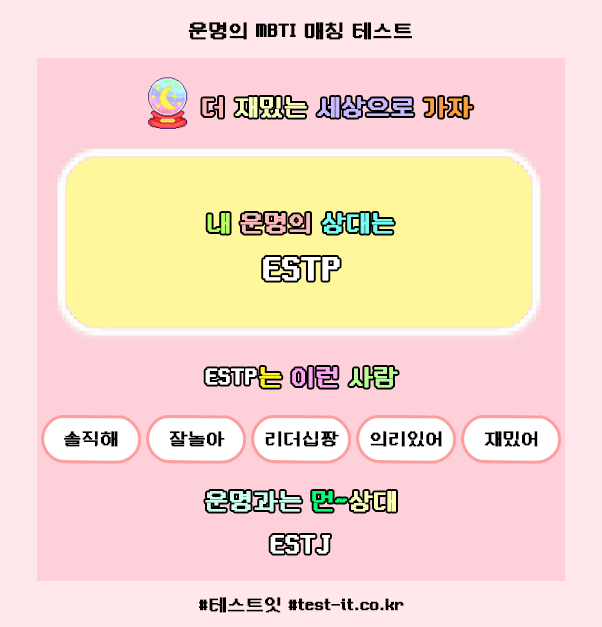 운명의 MBTI 매칭 테스트
더 재밌는 세상으로 가자
내 운명의 상대는
ESTP
ESTP는 이런 사람
솔직해 잘놀아 리더십짱 의리있어 재밌어
운명과는 먼~상대
ESTJ
#테스트잇 #test-it.co.kr